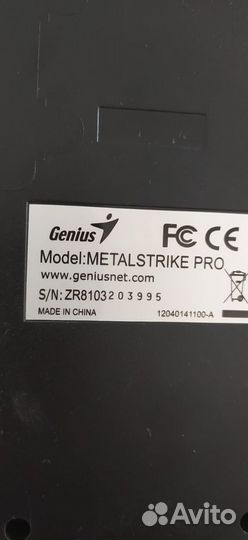 Genius FC CE
Model:METALSTRIKE PRO
www.geniusnet.com
S/N: ZR8103203995
MADE IN CHINA 12040141100-A
Avito